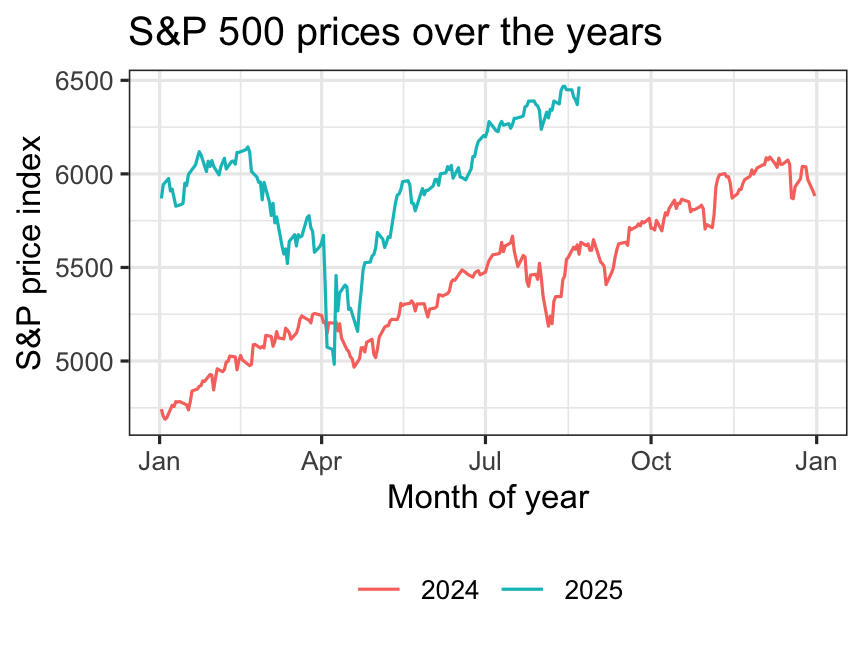 S&P 500 prices over the years
S&P price index
6500
6000
5500
5000
Jan Apr Jul Oct Jan
Month of year
2024 2025